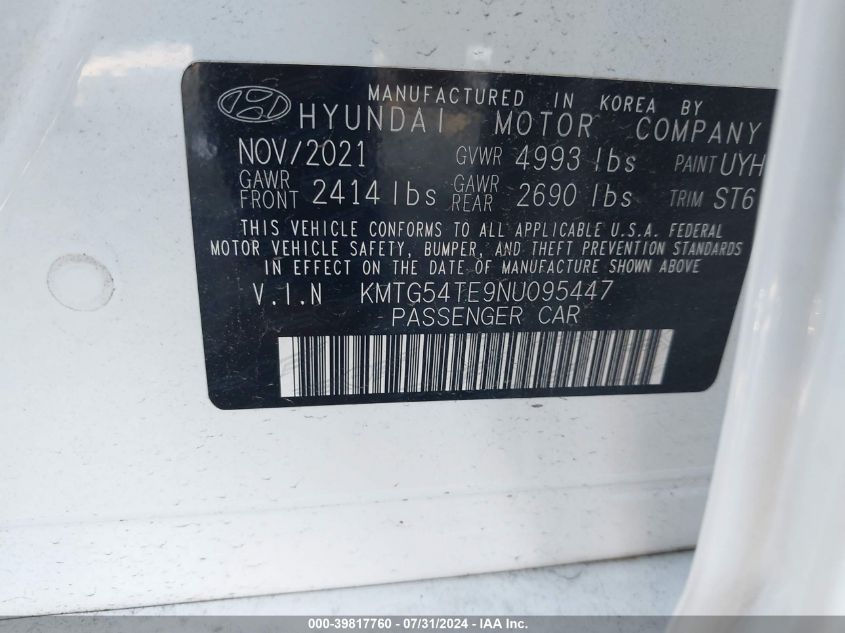 MANUFACTURED IN KOREA BY
HYUNDAI MOTOR COMPANY
NOV/2021 GVWR 4993 lbs PAINT UYH
GAWR FRONT 2414 lbs GAWR REAR 2690 lbs TRIM ST6
THIS VEHICLE CONFORMS TO ALL APPLICABLE U.S.A. FEDERAL
MOTOR VEHICLE SAFETY, BUMPER, AND THEFT PREVENTION STANDARDS
IN EFFECT ON THE DATE OF MANUFACTURE SHOWN ABOVE
V.I.N KMTG54TE9NU095447
PASSENGER CAR
000-39817760 - 07/31/2024 - IAA Inc.